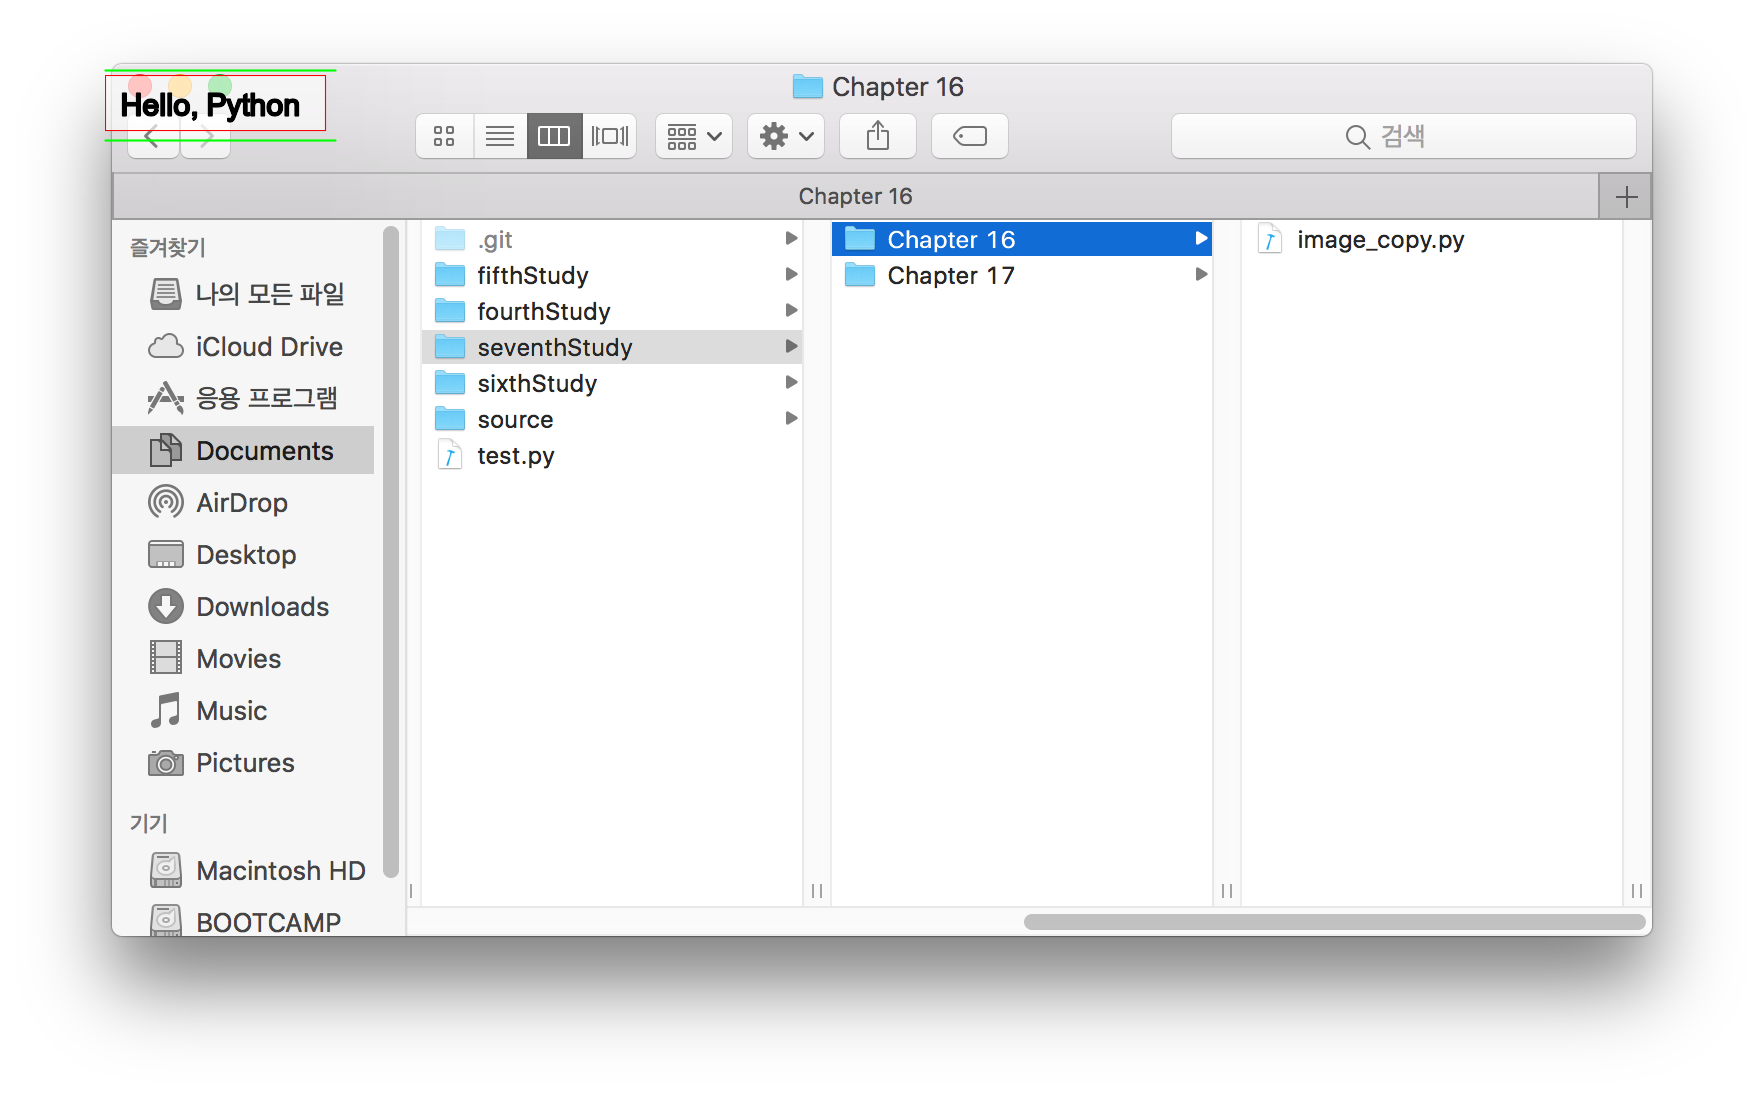 Chapter 16
Hello, Python
검색
Chapter 16
즐겨찾기
나의 모든 파일
iCloud Drive
응용 프로그램
Documents
AirDrop
Desktop
Downloads
Movies
Music
Pictures
기기
Macintosh HD
BOOTCAMP
.git
fifthStudy
fourthStudy
seventhStudy
sixthStudy
source
test.py
Chapter 16
Chapter 17
image_copy.py